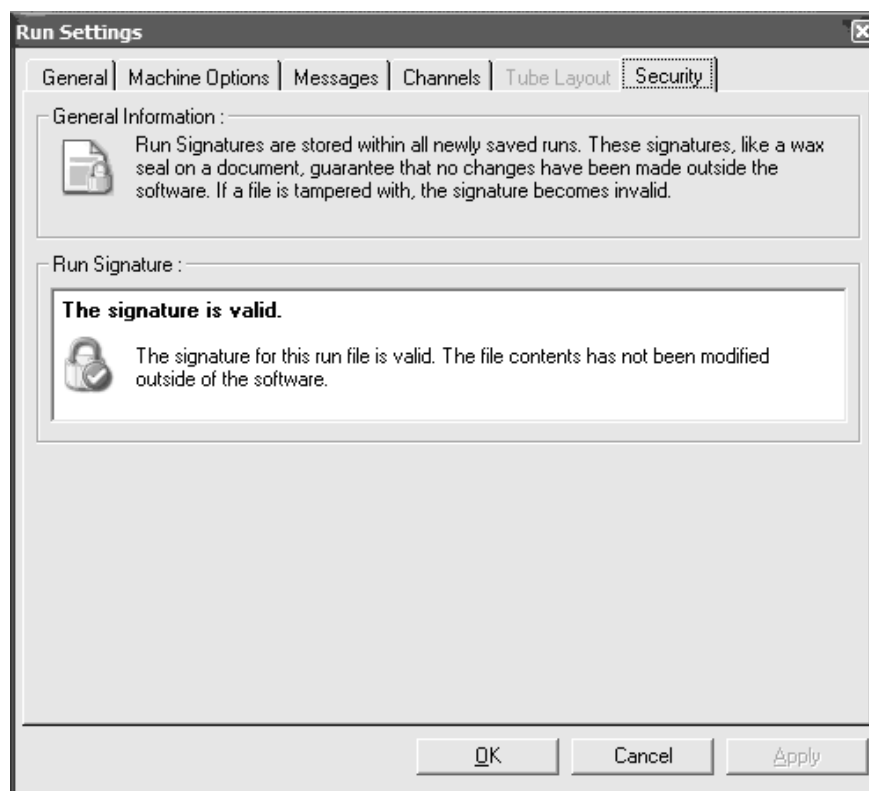 Run Settings
General Machine Options Messages Channels Tube Layout Security
General Information :
Run Signatures are stored within all newly saved runs. These signatures, like a wax
seal on a document, guarantee that no changes have been made outside the
software. If a file is tampered with, the signature becomes invalid.
Run Signature :
The signature is valid.
The signature for this run file is valid. The file contents has not been modified
outside of the software.
OK Cancel Apply